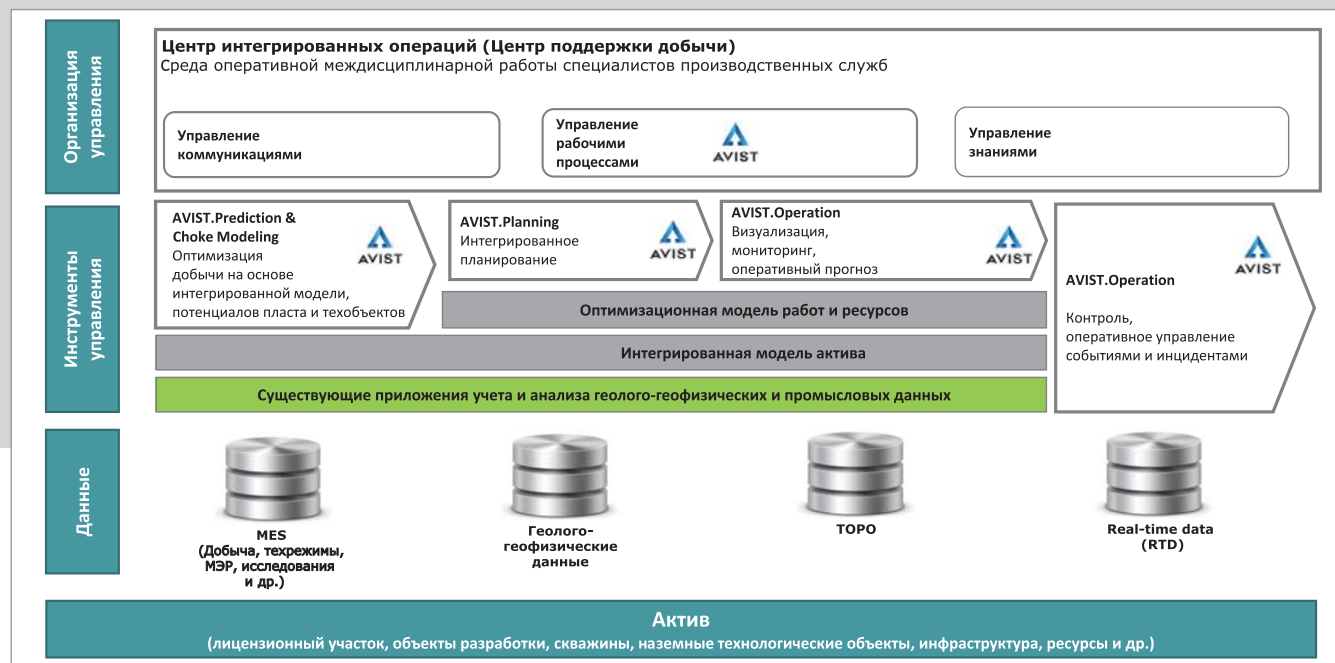 Организация
управления
Центр интегрированных операций (Центр поддержки добычи)
Среда оперативной междисциплинарной работы специалистов производственных служб
Управление
коммуникациями
Управление
рабочими
процессами
AVIST
Управление
знаниями
Инструменты
управления
AVIST.Prediction &
Choke Modeling
Оптимизация
добычи на основе
интегрированной модели,
потенциалов пласта и техобъектов
AVIST
AVIST.Planning
Интегрированное
планирование
AVIST
AVIST.Operation
Визуализация,
мониторинг,
оперативный прогноз
AVIST
AVIST.Operation
Контроль,
оперативное управление
событиями и инцидентами
AVIST
Оптимизационная модель работ и ресурсов
Интегрированная модель актива
Существующие приложения учета и анализа геолого-геофизических и промысловых данных
Данные
MES
(Добыча, техрежимы,
МЭР, исследования
и др.)
Геолого-
геофизические
данные
TOPO
Real-time data
(RTD)
Актив
(лицензионный участок, объекты разработки, скважины, наземные технологические объекты, инфраструктура, ресурсы и др.)